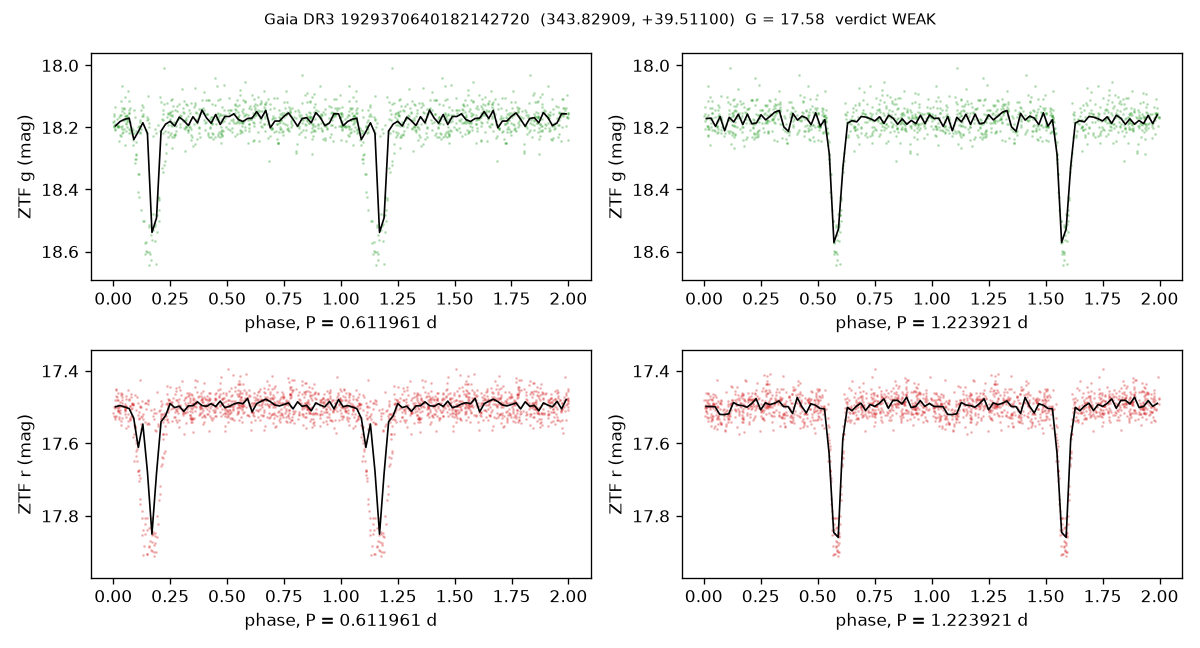 Gaia DR3 1929370640182142720  (343.82909, +39.51100)  G = 17.58  verdict WEAK
ZTF g (mag)
18.0
18.2
18.4
18.6
0.00 0.25 0.50 0.75 1.00 1.25 1.50 1.75 2.00
phase, P = 0.611961 d
ZTF g (mag)
18.0
18.2
18.4
18.6
0.00 0.25 0.50 0.75 1.00 1.25 1.50 1.75 2.00
phase, P = 1.223921 d
ZTF r (mag)
17.4
17.6
17.8
0.00 0.25 0.50 0.75 1.00 1.25 1.50 1.75 2.00
phase, P = 0.611961 d
ZTF r (mag)
17.4
17.6
17.8
0.00 0.25 0.50 0.75 1.00 1.25 1.50 1.75 2.00
phase, P = 1.223921 d